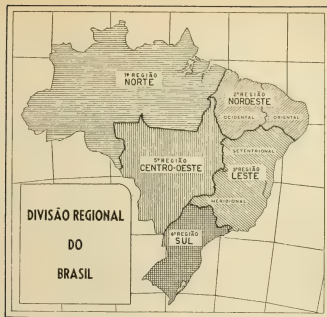 1ª REGIÃO
NORTE
2ª REGIÃO
NORDESTE
OCIDENTAL
ORIENTAL
SETENTRIONAL
5ª REGIÃO
CENTRO-OESTE
3ª REGIÃO
LESTE
MERIDIONAL
4ª REGIÃO
SUL
DIVISÃO REGIONAL
DO
BRASIL